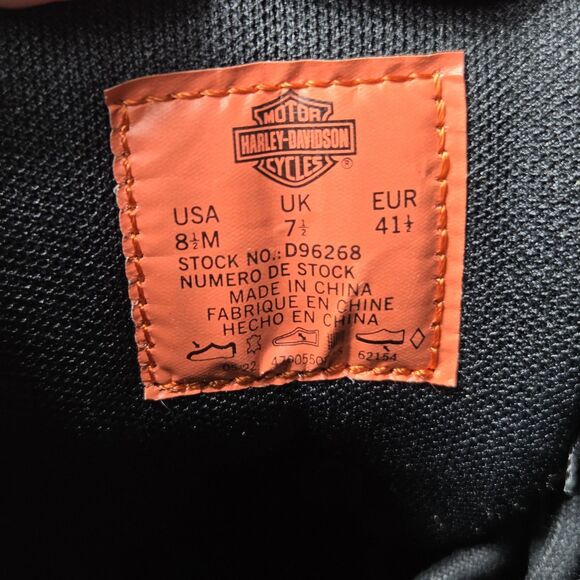 MOTOR
HARLEY-DAVIDSON
CYCLES ®
USA UK EUR
8½M 7½ 41½
STOCK NO.:D96268
NUMERO DE STOCK
MADE IN CHINA
FABRIQUE EN CHINE
HECHO EN CHINA
62154